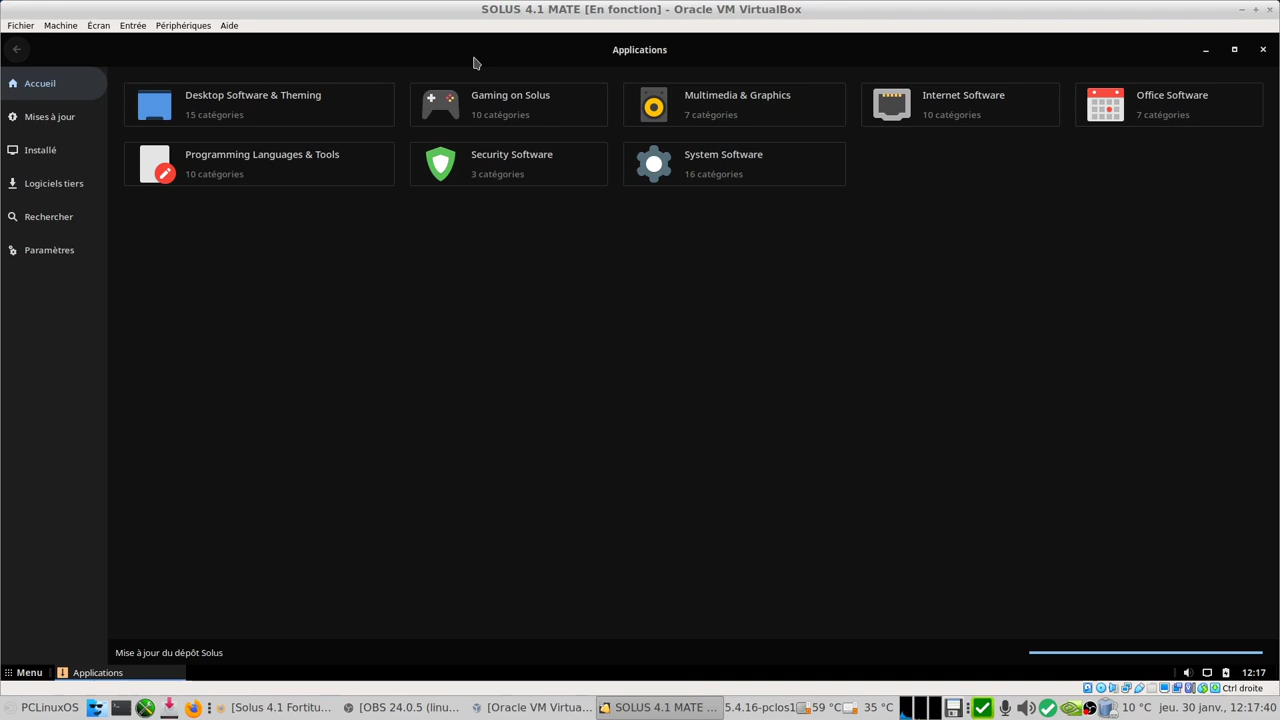 SOLUS 4.1 MATE [En fonction] - Oracle VM VirtualBox
Fichier Machine Écran Entrée Périphériques Aide
Applications
Accueil
Mises à jour
Installé
Logiciels tiers
Rechercher
Paramètres
Desktop Software & Theming
15 catégories
Gaming on Solus
10 catégories
Multimedia & Graphics
7 catégories
Internet Software
10 catégories
Office Software
7 catégories
Programming Languages & Tools
10 catégories
Security Software
3 catégories
System Software
16 catégories
Mise à jour du dépôt Solus
Menu Applications 12:17
Ctrl droite
PCLinuxOS [Solus 4.1 Fortitu... [OBS 24.0.5 (linu... [Oracle VM Virtua... SOLUS 4.1 MATE ... 5.4.16-pclos1 59 °C 35 °C 10 °C jeu. 30 janv., 12:17:40